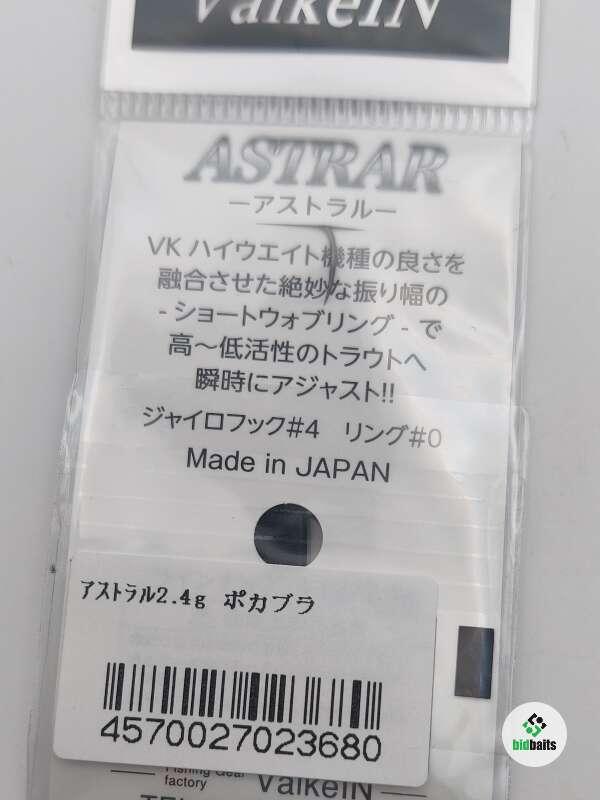 ValkeIN
ASTRAR
ーアストラルー
VK ハイウエイト機種の良さを
融合させた絶妙な振り幅の
- ショートウォブリング - で
高〜低活性のトラウトへ
瞬時にアジャスト!!
ジャイロフック#4 リング#0
Made in JAPAN
アストラル2.4g ポカブラ
4570027023680
Fishing Gear
factory
ValkeIN
bidbaits